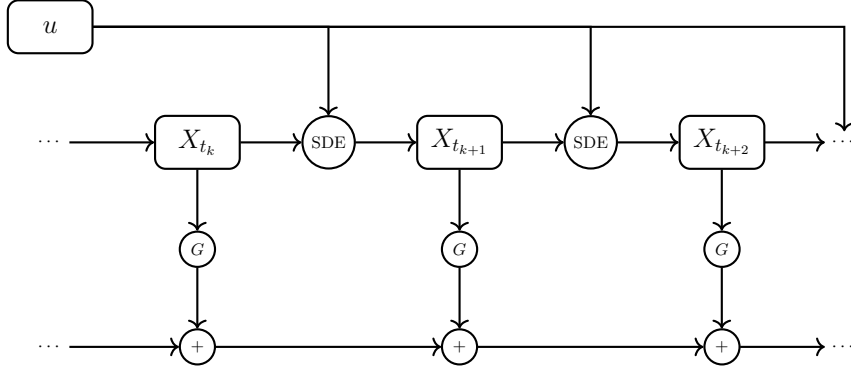 u
⋯ X_{t_k} SDE X_{t_{k+1}} SDE X_{t_{k+2}} ⋯
G G G
⋯ + + + ⋯